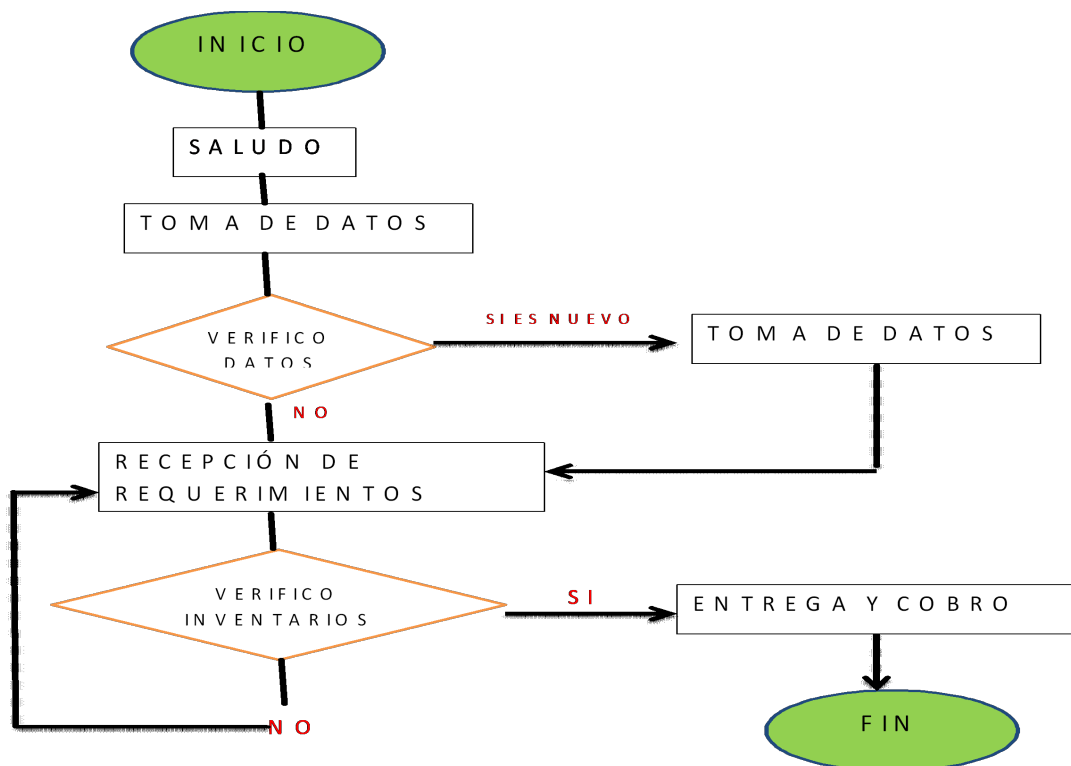 INICIO
SALUDO
TOMA DE DATOS
VERIFICO
DATOS
SI ES NUEVO
TOMA DE DATOS
NO
RECEPCIÓN DE
REQUERIMIENTOS
VERIFICO
INVENTARIOS
SI
ENTREGA Y COBRO
NO
FIN